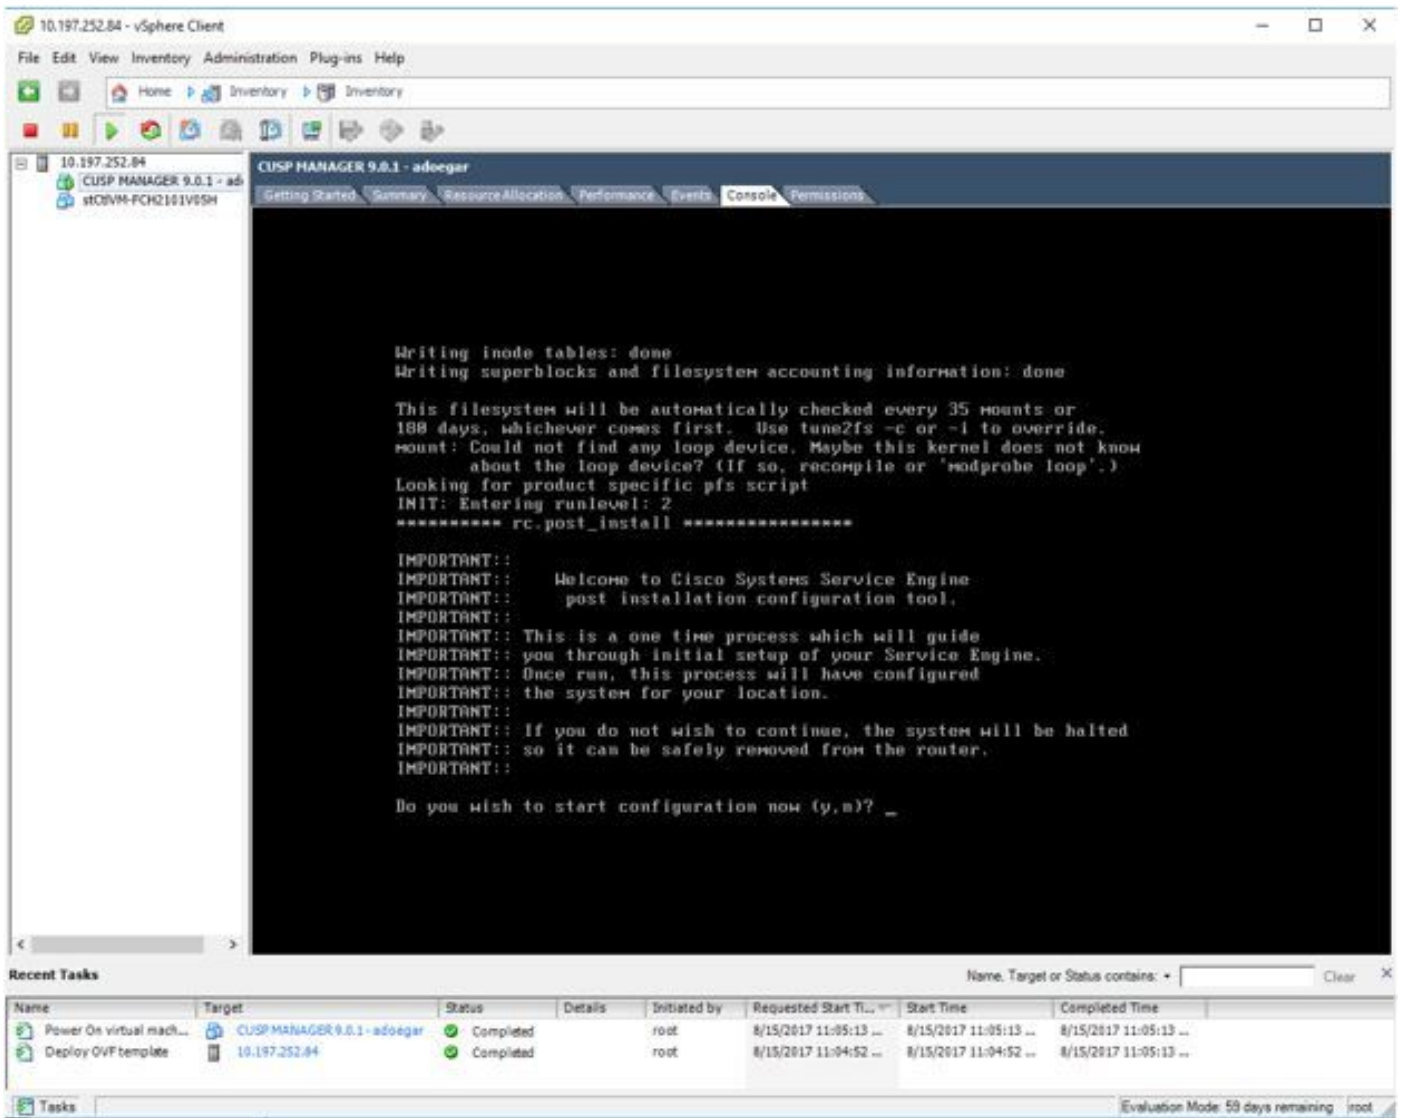 10.197.252.84 - vSphere Client
File Edit View Inventory Administration Plug-ins Help
Home Inventory Inventory
10.197.252.84
CUSP MANAGER 9.0.1 - ad
stCtlVM-FCH2101V0SH
CUSP MANAGER 9.0.1 - adoegar
Getting Started Summary Resource Allocation Performance Events Console Permissions
Writing inode tables: done
Writing superblocks and filesystem accounting information: done
This filesystem will be automatically checked every 35 mounts or
180 days, whichever comes first.  Use tune2fs -c or -i to override.
mount: Could not find any loop device. Maybe this kernel does not know
about the loop device? (If so, recompile or 'modprobe loop'.)
Looking for product specific pfs script
INIT: Entering runlevel: 2
********** rc.post_install ****************
IMPORTANT::
IMPORTANT:: Welcome to Cisco Systems Service Engine
IMPORTANT:: post installation configuration tool.
IMPORTANT::
IMPORTANT:: This is a one time process which will guide
IMPORTANT:: you through initial setup of your Service Engine.
IMPORTANT:: Once run, this process will have configured
IMPORTANT:: the system for your location.
IMPORTANT::
IMPORTANT:: If you do not wish to continue, the system will be halted
IMPORTANT:: so it can be safely removed from the router.
IMPORTANT::
Do you wish to start configuration now (y,n)? _
Recent Tasks Name, Target or Status contains: Clear
Name Target Status Details Initiated by Requested Start Ti... Start Time Completed Time
Power On virtual mach... CUSP MANAGER 9.0.1 - adoegar Completed root 8/15/2017 11:05:13 ... 8/15/2017 11:05:13 ... 8/15/2017 11:05:13 ...
Deploy OVF template 10.197.252.84 Completed root 8/15/2017 11:04:52 ... 8/15/2017 11:04:52 ... 8/15/2017 11:05:13 ...
Tasks Evaluation Mode: 59 days remaining root